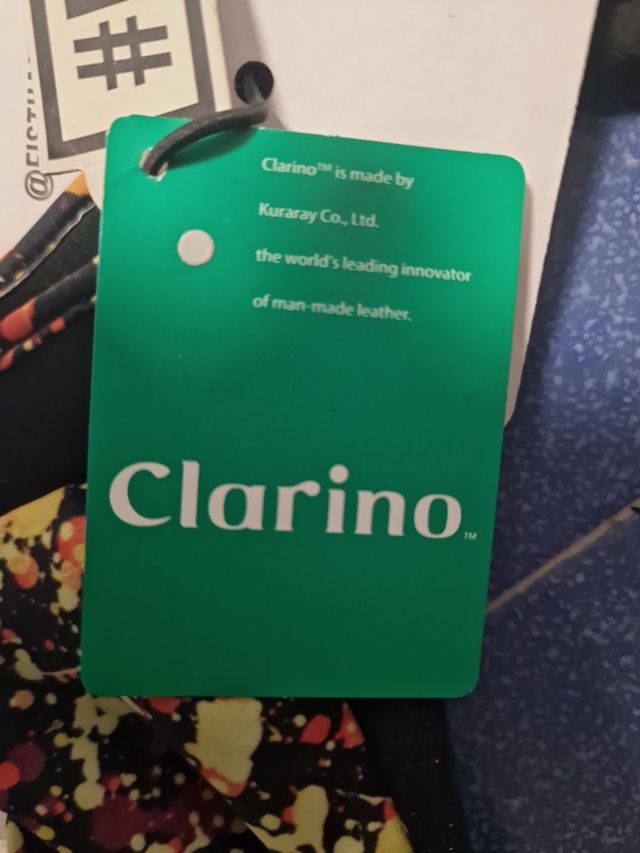 #
Clarino™ is made by
Kuraray Co., Ltd.
the world's leading innovator
of man-made leather.
Clarino™